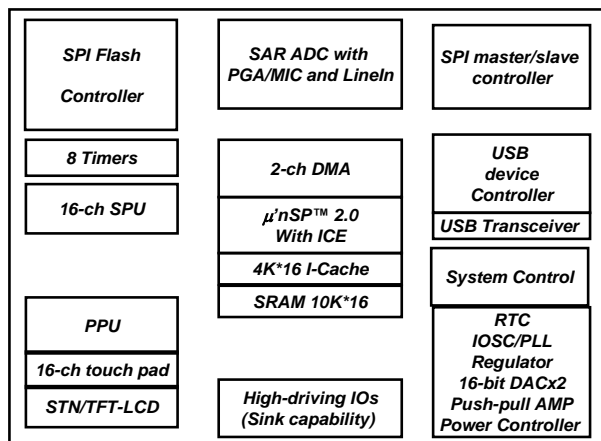 SPI Flash
Controller
8 Timers
16-ch SPU
PPU
16-ch touch pad
STN/TFT-LCD
SAR ADC with
PGA/MIC and LineIn
2-ch DMA
μ'nSP™ 2.0
With ICE
4K*16 I-Cache
SRAM 10K*16
High-driving IOs
(Sink capability)
SPI master/slave
controller
USB
device
Controller
USB Transceiver
System Control
RTC
IOSC/PLL
Regulator
16-bit DACx2
Push-pull AMP
Power Controller